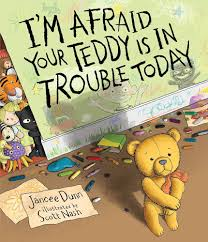 I'M AFRAID
YOUR TEDDY IS IN
TROUBLE TODAY
Jancee Dunn
illustrated by
Scott Nash